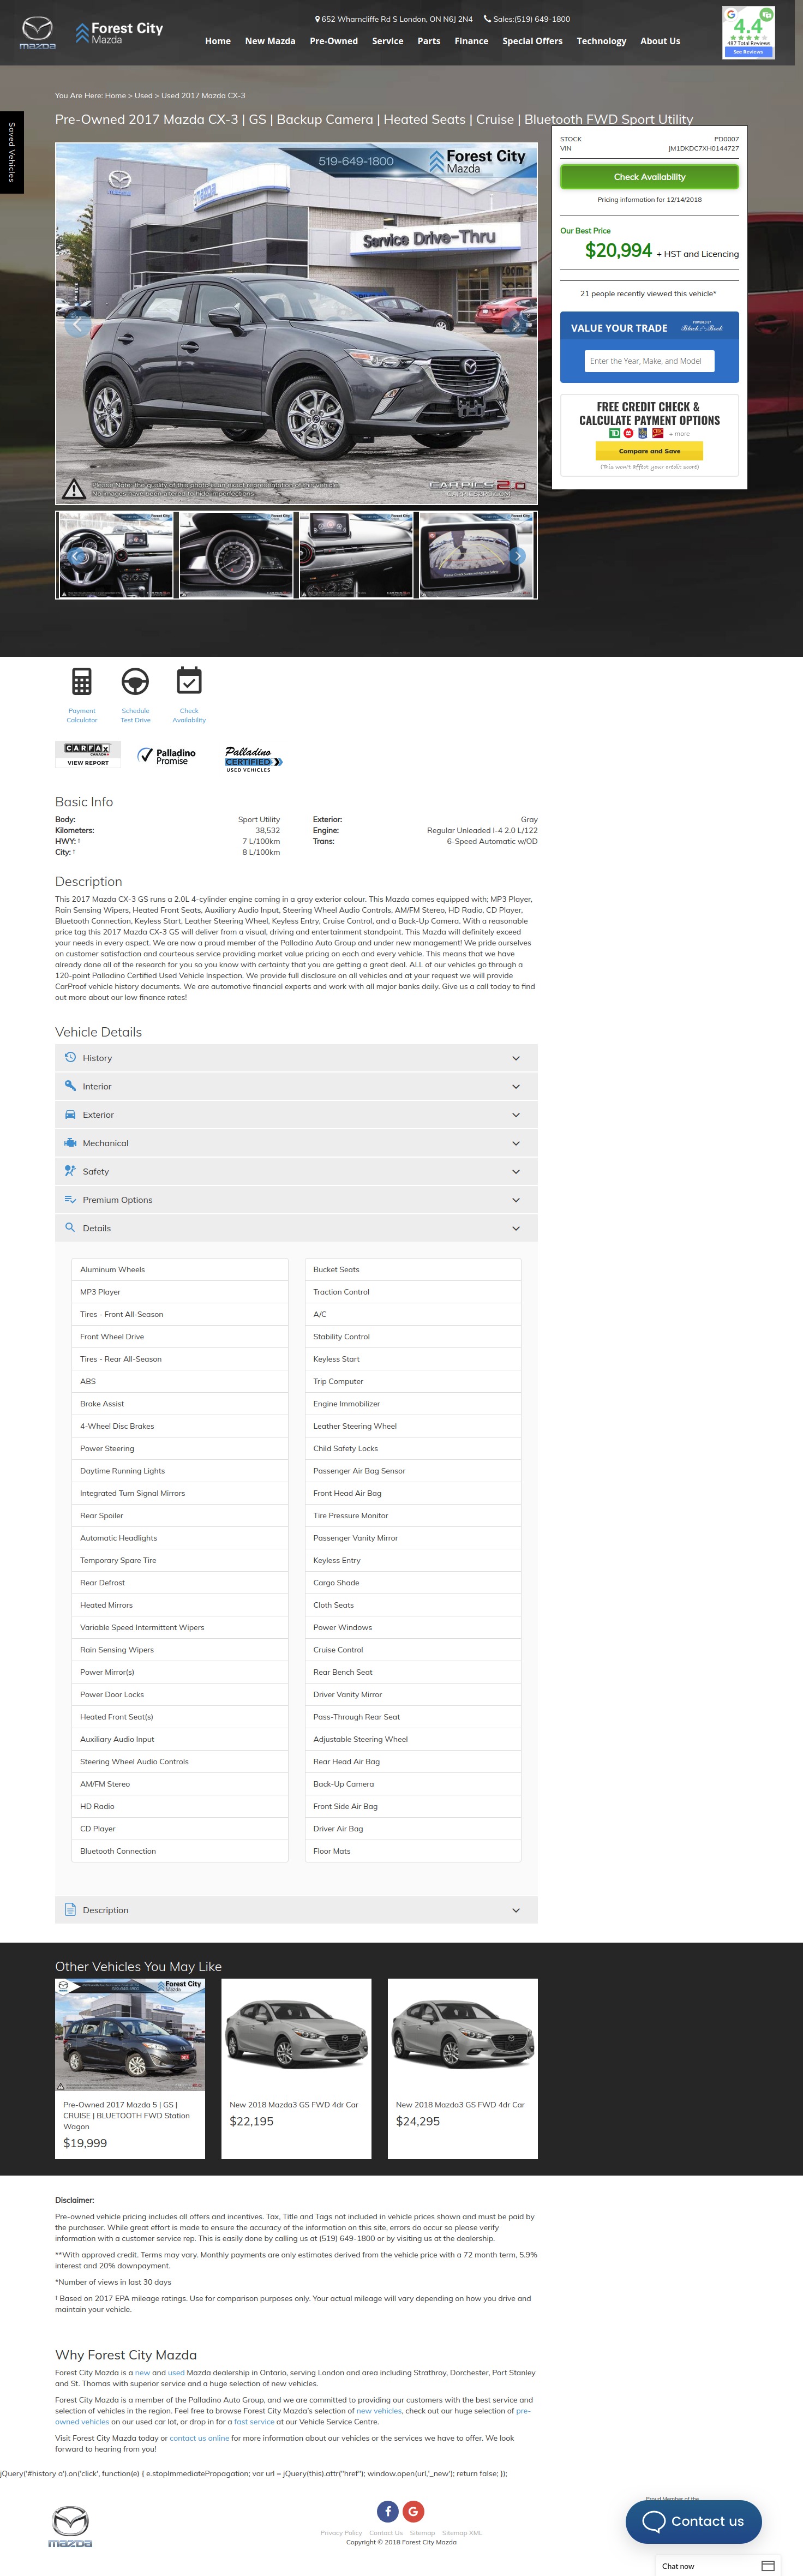 652 Wharncliffe Rd S London, ON N6J 2N4 Sales:(519) 649-1800
mazda
Forest City
Mazda
Home New Mazda Pre-Owned Service Parts Finance Special Offers Technology About Us
4.4
487 Total Reviews
See Reviews
Saved Vehicles
You Are Here: Home > Used > Used 2017 Mazda CX-3
Pre-Owned 2017 Mazda CX-3 | GS | Backup Camera | Heated Seats | Cruise | Bluetooth FWD Sport Utility
519-649-1800
Forest City
Mazda
Service Drive-Thru
Please Note: the quality of this photo is an exact representation of this vehicle.
No images have been altered to hide imperfections.
CARPICS2.0
CARPICS2P0.COM
STOCK PD0007
VIN JM1DKDC7XH0144727
Check Availability
Pricing information for 12/14/2018
Our Best Price
$20,994 + HST and Licencing
21 people recently viewed this vehicle*
VALUE YOUR TRADE
POWERED BY
Black Book
Enter the Year, Make, and Model
FREE CREDIT CHECK &
CALCULATE PAYMENT OPTIONS
+ more
Compare and Save
(This won't affect your credit score)
Payment
Calculator
Schedule
Test Drive
Check
Availability
CARFAX
CANADA
VIEW REPORT
Palladino
Promise
Palladino
CERTIFIED
USED VEHICLES
Basic Info
Body: Sport Utility
Kilometers: 38,532
HWY: † 7 L/100km
City: † 8 L/100km
Exterior: Gray
Engine: Regular Unleaded I-4 2.0 L/122
Trans: 6-Speed Automatic w/OD
Description
This 2017 Mazda CX-3 GS runs a 2.0L 4-cylinder engine coming in a gray exterior colour. This Mazda comes equipped with; MP3 Player,
Rain Sensing Wipers, Heated Front Seats, Auxiliary Audio Input, Steering Wheel Audio Controls, AM/FM Stereo, HD Radio, CD Player,
Bluetooth Connection, Keyless Start, Leather Steering Wheel, Keyless Entry, Cruise Control, and a Back-Up Camera. With a reasonable
price tag this 2017 Mazda CX-3 GS will deliver from a visual, driving and entertainment standpoint. This Mazda will definitely exceed
your needs in every aspect. We are now a proud member of the Palladino Auto Group and under new management! We pride ourselves
on customer satisfaction and courteous service providing market value pricing on each and every vehicle. This means that we have
already done all of the research for you so you know with certainty that you are getting a great deal. ALL of our vehicles go through a
120-point Palladino Certified Used Vehicle Inspection. We provide full disclosure on all vehicles and at your request we will provide
CarProof vehicle history documents. We are automotive financial experts and work with all major banks daily. Give us a call today to find
out more about our low finance rates!
Vehicle Details
History
Interior
Exterior
Mechanical
Safety
Premium Options
Details
Aluminum Wheels
MP3 Player
Tires - Front All-Season
Front Wheel Drive
Tires - Rear All-Season
ABS
Brake Assist
4-Wheel Disc Brakes
Power Steering
Daytime Running Lights
Integrated Turn Signal Mirrors
Rear Spoiler
Automatic Headlights
Temporary Spare Tire
Rear Defrost
Heated Mirrors
Variable Speed Intermittent Wipers
Rain Sensing Wipers
Power Mirror(s)
Power Door Locks
Heated Front Seat(s)
Auxiliary Audio Input
Steering Wheel Audio Controls
AM/FM Stereo
HD Radio
CD Player
Bluetooth Connection
Bucket Seats
Traction Control
A/C
Stability Control
Keyless Start
Trip Computer
Engine Immobilizer
Leather Steering Wheel
Child Safety Locks
Passenger Air Bag Sensor
Front Head Air Bag
Tire Pressure Monitor
Passenger Vanity Mirror
Keyless Entry
Cargo Shade
Cloth Seats
Power Windows
Cruise Control
Rear Bench Seat
Driver Vanity Mirror
Pass-Through Rear Seat
Adjustable Steering Wheel
Rear Head Air Bag
Back-Up Camera
Front Side Air Bag
Driver Air Bag
Floor Mats
Description
Other Vehicles You May Like
Forest City
Pre-Owned 2017 Mazda 5 | GS |
CRUISE | BLUETOOTH FWD Station
Wagon
$19,999
New 2018 Mazda3 GS FWD 4dr Car
$22,195
New 2018 Mazda3 GS FWD 4dr Car
$24,295
Disclaimer:
Pre-owned vehicle pricing includes all offers and incentives. Tax, Title and Tags not included in vehicle prices shown and must be paid by
the purchaser. While great effort is made to ensure the accuracy of the information on this site, errors do occur so please verify
information with a customer service rep. This is easily done by calling us at (519) 649-1800 or by visiting us at the dealership.
**With approved credit. Terms may vary. Monthly payments are only estimates derived from the vehicle price with a 72 month term, 5.9%
interest and 20% downpayment.
*Number of views in last 30 days
† Based on 2017 EPA mileage ratings. Use for comparison purposes only. Your actual mileage will vary depending on how you drive and
maintain your vehicle.
Why Forest City Mazda
Forest City Mazda is a new and used Mazda dealership in Ontario, serving London and area including Strathroy, Dorchester, Port Stanley
and St. Thomas with superior service and a huge selection of new vehicles.
Forest City Mazda is a member of the Palladino Auto Group, and we are committed to providing our customers with the best service and
selection of vehicles in the region. Feel free to browse Forest City Mazda's selection of new vehicles, check out our huge selection of pre-
owned vehicles on our used car lot, or drop in for a fast service at our Vehicle Service Centre.
Visit Forest City Mazda today or contact us online for more information about our vehicles or the services we have to offer. We look
forward to hearing from you!
jQuery('#history a').on('click', function(e) { e.stopImmediatePropagation; var url = jQuery(this).attr("href"); window.open(url,'_new'); return false; });
mazda
Privacy Policy Contact Us Sitemap Sitemap XML
Copyright © 2018 Forest City Mazda
Proud Member of the
Contact us
Chat now